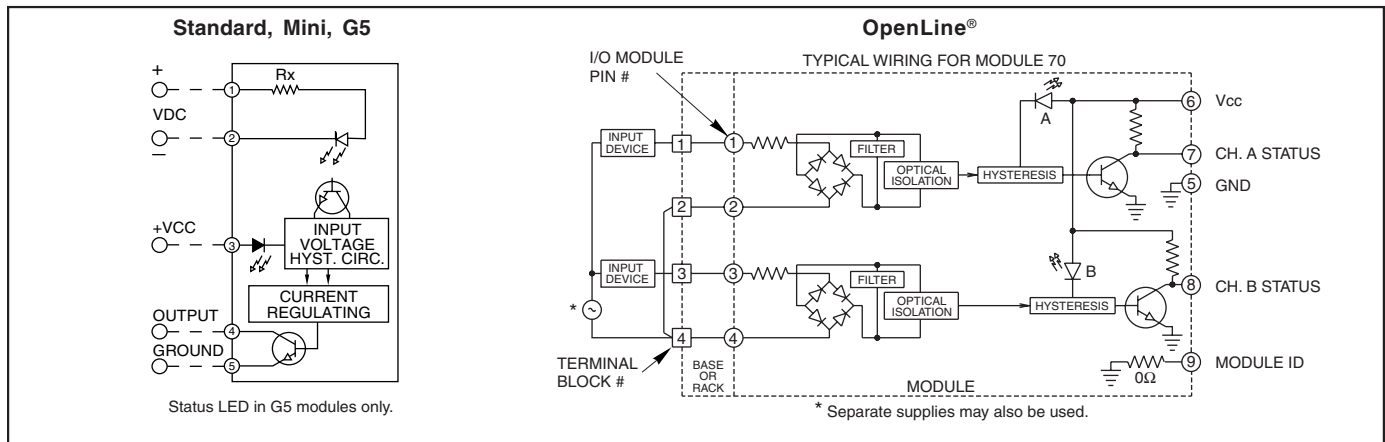 Standard, Mini, G5
+
Rx
1
VDC
2
–
+VCC
3
INPUT
VOLTAGE
HYST. CIRC.
CURRENT
REGULATING
OUTPUT
4
GROUND
5
Status LED in G5 modules only.
OpenLine®
I/O MODULE
PIN #
TYPICAL WIRING FOR MODULE 70
A
6
Vcc
INPUT
DEVICE
1
1
FILTER
OPTICAL
ISOLATION
HYSTERESIS
7
CH. A STATUS
5
GND
2
2
INPUT
DEVICE
3
3
FILTER
OPTICAL
ISOLATION
B
HYSTERESIS
8
CH. B STATUS
*
4
4
TERMINAL
BLOCK #
BASE
OR
RACK
MODULE
0Ω
9
MODULE ID
* Separate supplies may also be used.